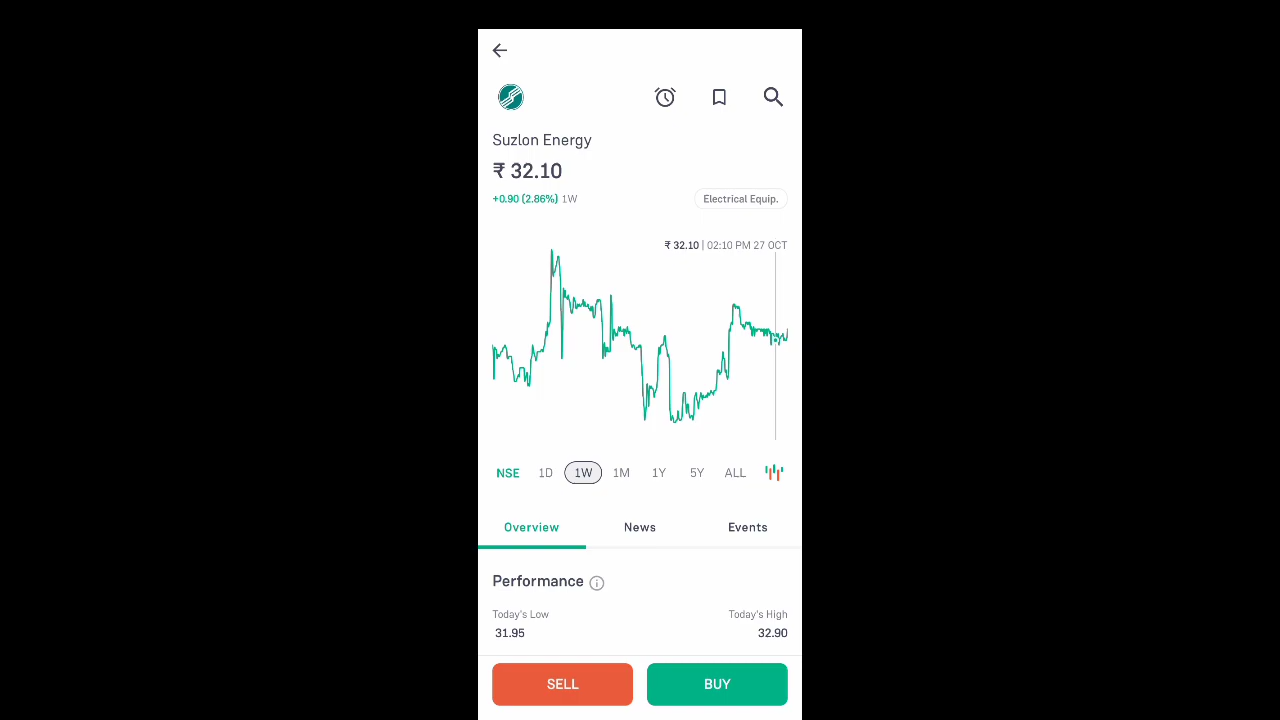 Suzlon Energy
₹ 32.10
+0.90 (2.86%) 1W
Electrical Equip.
₹ 32.10 | 02:10 PM 27 OCT
NSE 1D 1W 1M 1Y 5Y ALL
Overview News Events
Performance
Today's Low Today's High
31.95 32.90
SELL BUY